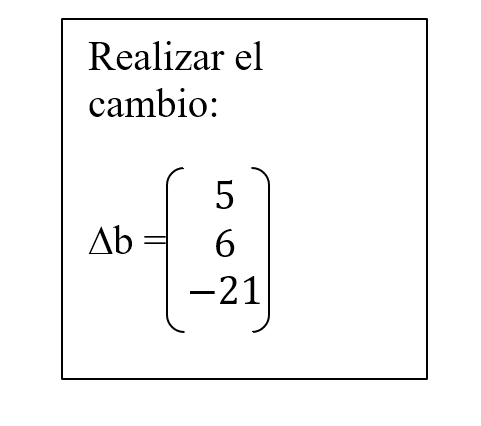 Realizar el
cambio:
5
Δb = 6
−21